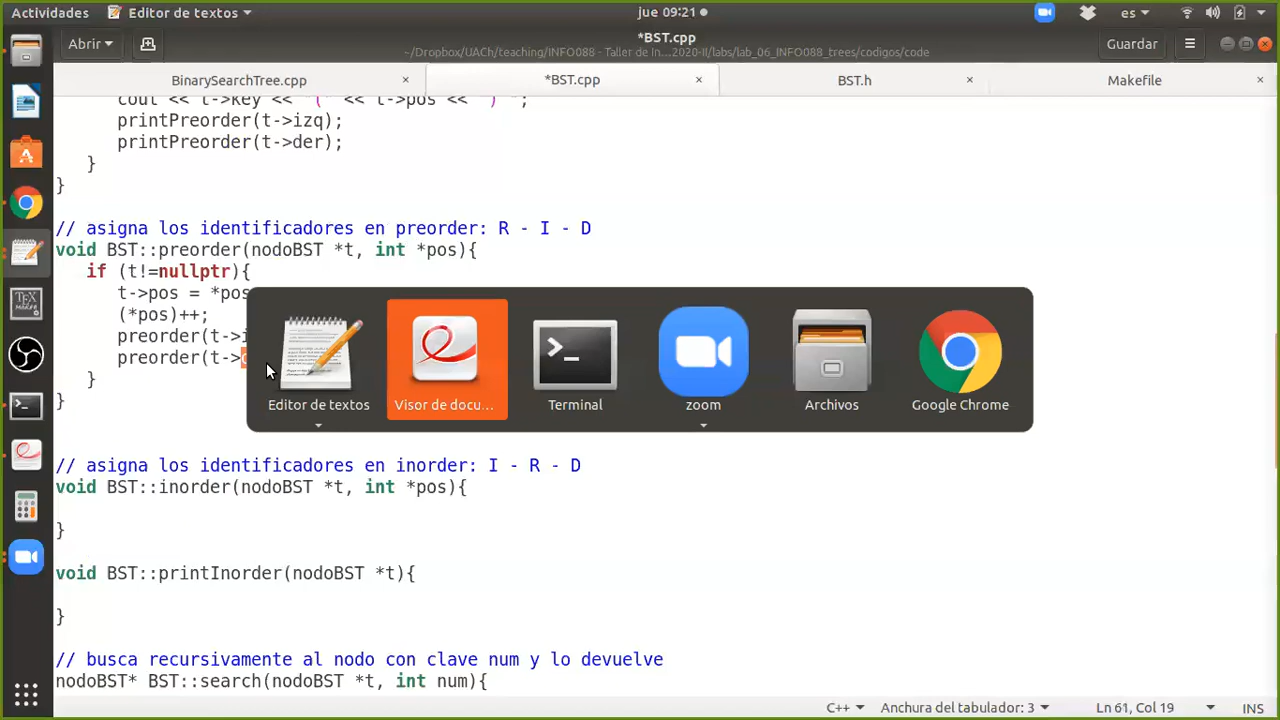 Actividades
Editor de textos
jue 09:21
es
Abrir
*BST.cpp
~/Dropbox/UACh/teaching/INFO088 - Taller de In... 2020-II/labs/lab_06_INFO088_trees/codigos/code
Guardar
BinarySearchTree.cpp
*BST.cpp
BST.h
Makefile
cout << t->key << "(" << t->pos << ") ";
printPreorder(t->izq);
printPreorder(t->der);
}
}
// asigna los identificadores en preorder: R - I - D
void BST::preorder(nodoBST *t, int *pos){
if (t!=nullptr){
t->pos = *pos
(*pos)++;
preorder(t->i
preorder(t->
}
}
Editor de textos
Visor de docu...
Terminal
zoom
Archivos
Google Chrome
// asigna los identificadores en inorder: I - R - D
void BST::inorder(nodoBST *t, int *pos){
}
void BST::printInorder(nodoBST *t){
}
// busca recursivamente al nodo con clave num y lo devuelve
nodoBST* BST::search(nodoBST *t, int num){
C++
Anchura del tabulador: 3
Ln 61, Col 19
INS